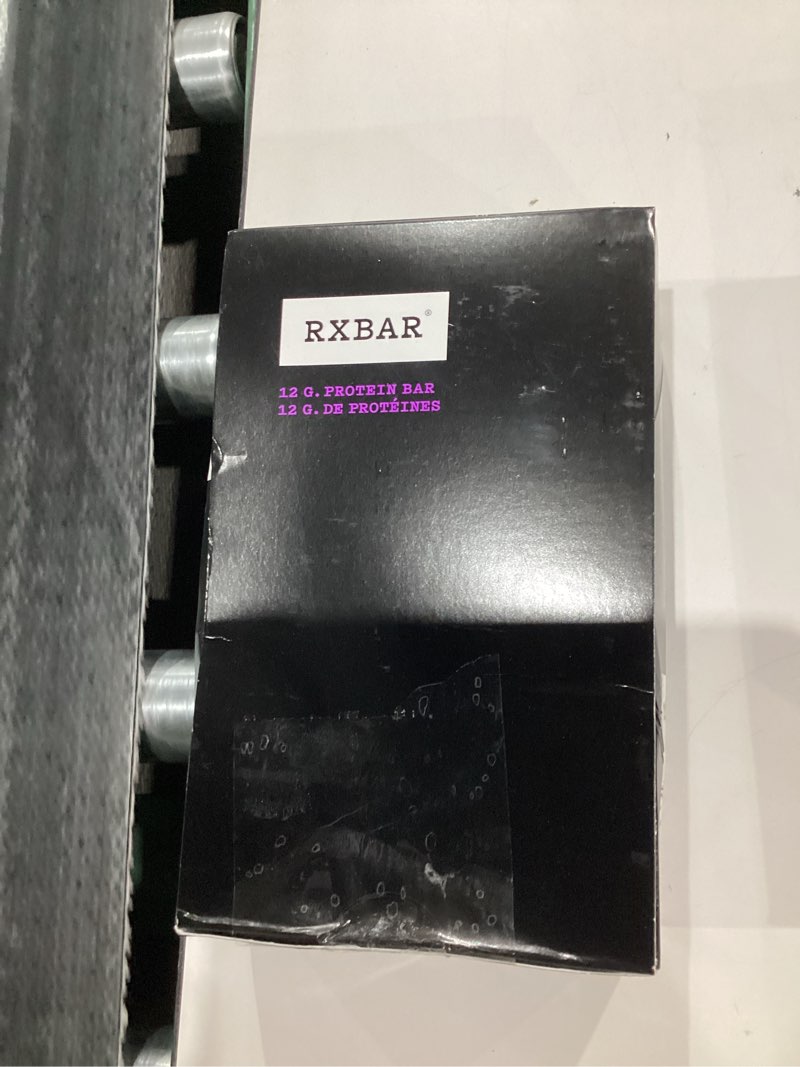 RXBAR®
12 G. PROTEIN BAR
12 G. DE PROTÉINES